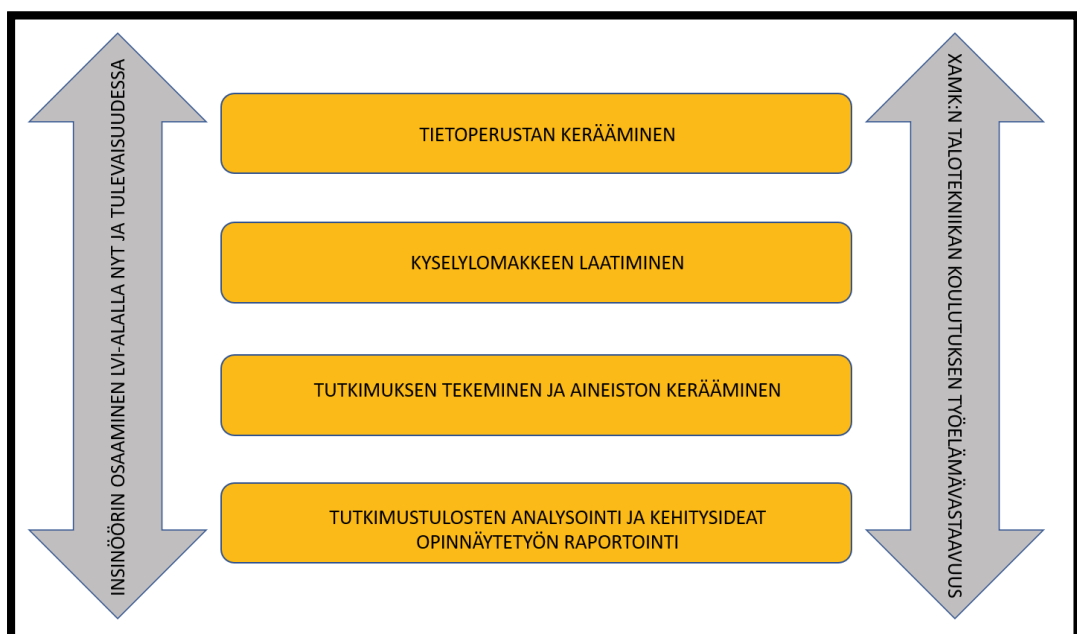 INSINÖÖRIN OSAAMINEN LVI-ALALLA NYT JA TULEVAISUUDESSA
TIETOPERUSTAN KERÄÄMINEN
KYSELYLOMAKKEEN LAATIMINEN
TUTKIMUKSEN TEKEMINEN JA AINEISTON KERÄÄMINEN
TUTKIMUSTULOSTEN ANALYSOINTI JA KEHITYSIDEAT
OPINNÄYTETYÖN RAPORTOINTI
XAMK:N TALOTEKNIIKAN KOULUTUKSEN TYÖELÄMÄVASTAAVUUS